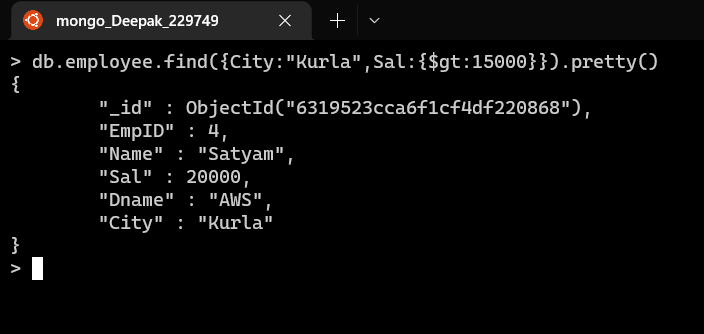 mongo_Deepak_229749
> db.employee.find({City:"Kurla",Sal:{$gt:15000}}).pretty()
{
        "_id" : ObjectId("6319523cca6f1cf4df220868"),
        "EmpID" : 4,
        "Name" : "Satyam",
        "Sal" : 20000,
        "Dname" : "AWS",
        "City" : "Kurla"
}
>